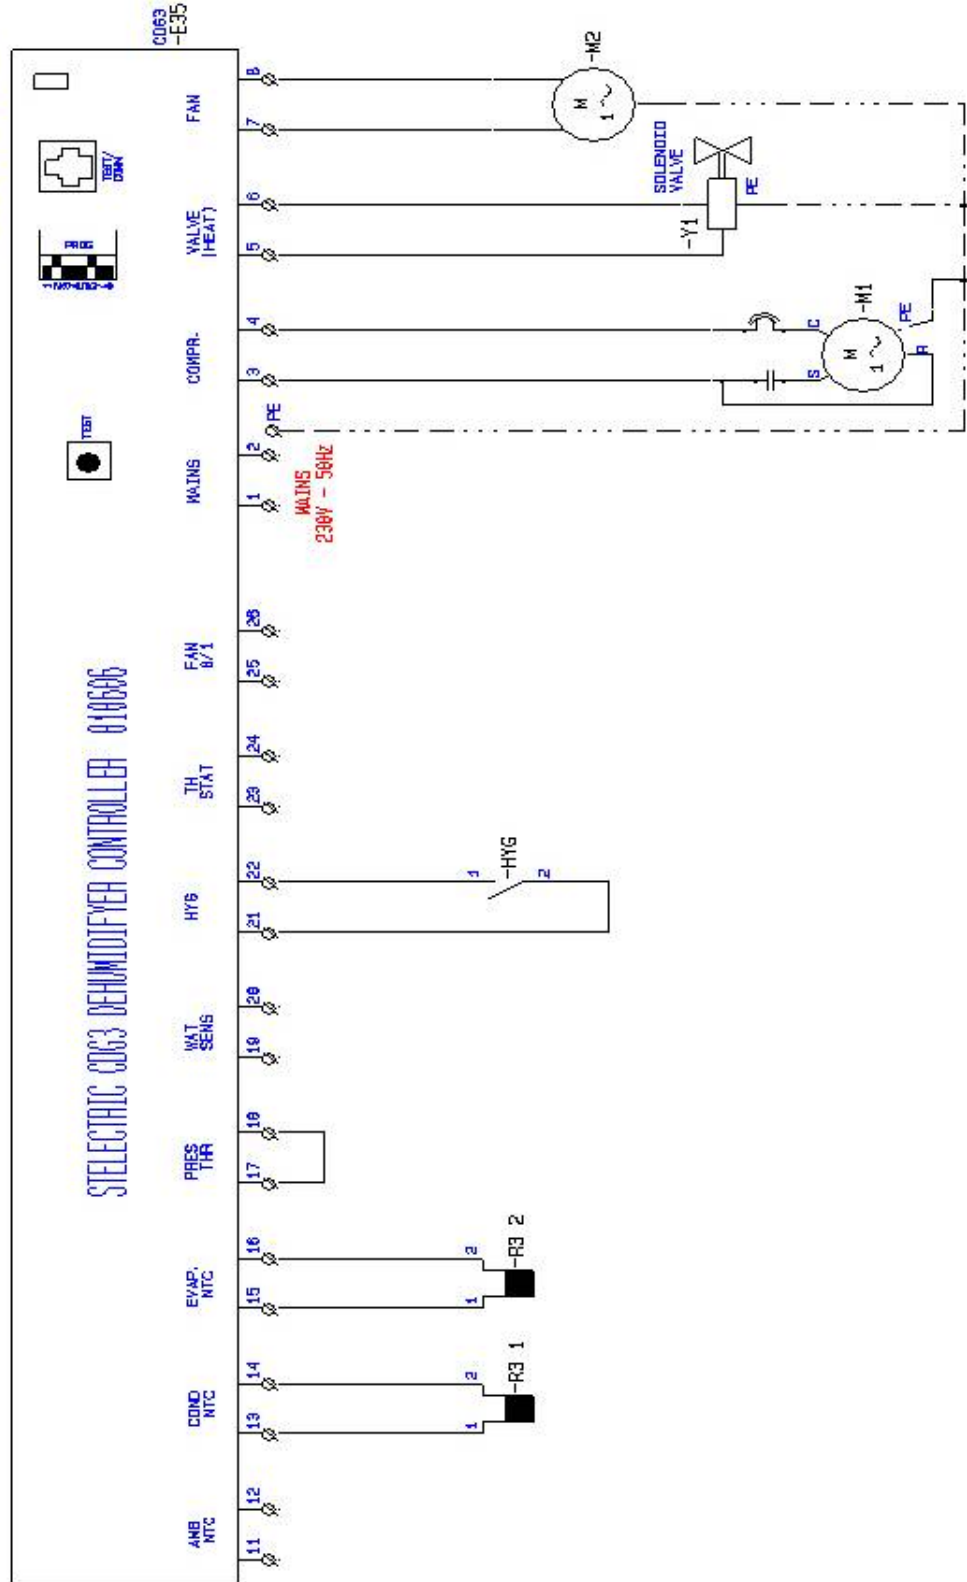 CDG3
-E35
STELECTRIC CDG3 DEHUMIDIFYER CONTROLLER 010606
TEST/
COMM
PROG
TEST
AMB
NTC
11
12
COND
NTC
13
14
EVAP.
NTC
15
16
PRES
THR
17
18
WAT
SENS
19
20
HYG
21
22
TH
STAT
23
24
FAN
0/1
25
26
MAINS
1
2
PE
COMPR.
3
4
VALVE
(HEAT)
5
6
FAN
7
8
1
2
-R3 1
1
2
-R3 2
1
2
-HYG
MAINS
230V - 50Hz
S
C
R
PE
M
1
-M1
SOLENOID
VALVE
-Y1
PE
M
1
-M2